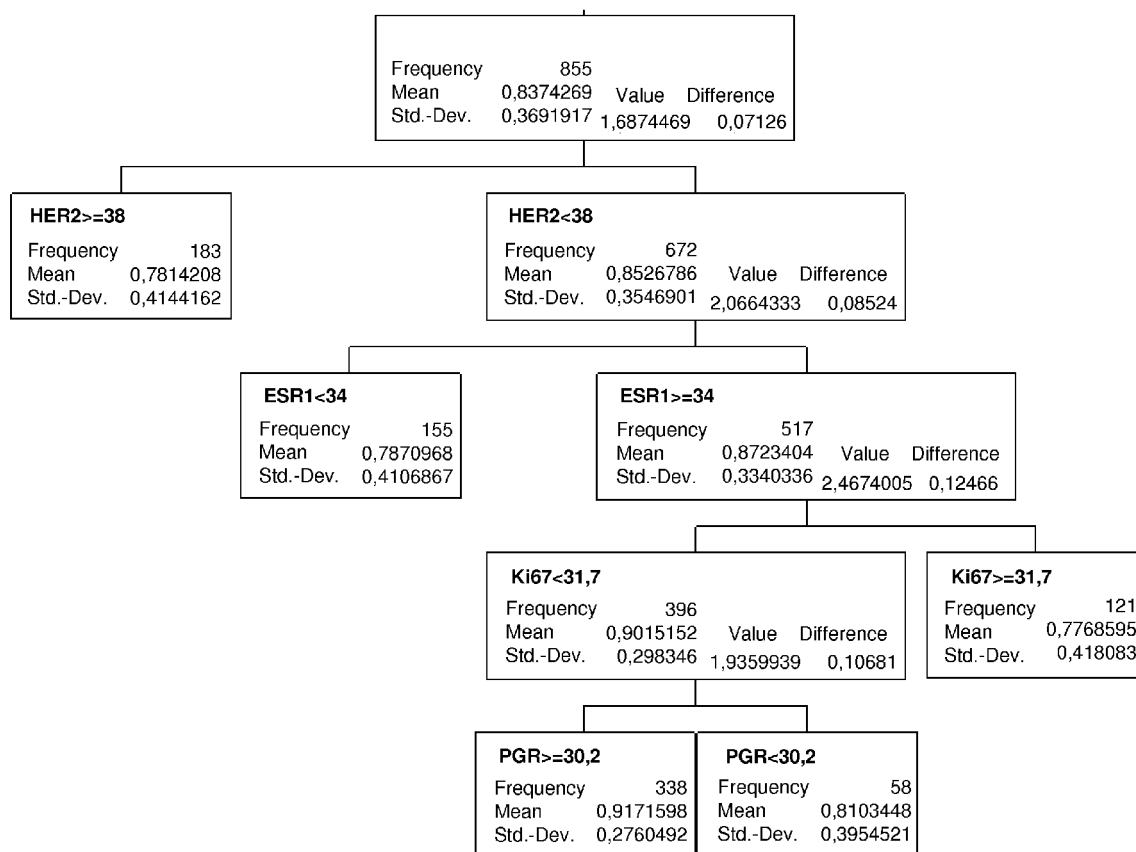 Frequency 855
Mean 0,8374269 Value Difference
Std.-Dev. 0,3691917 1,6874469 0,07126
HER2>=38
Frequency 183
Mean 0,7814208
Std.-Dev. 0,4144162
HER2<38
Frequency 672
Mean 0,8526786 Value Difference
Std.-Dev. 0,3546901 2,0664333 0,08524
ESR1<34
Frequency 155
Mean 0,7870968
Std.-Dev. 0,4106867
ESR1>=34
Frequency 517
Mean 0,8723404 Value Difference
Std.-Dev. 0,3340336 2,4674005 0,12466
Ki67<31,7
Frequency 396
Mean 0,9015152 Value Difference
Std.-Dev. 0,298346 1,9359939 0,10681
Ki67>=31,7
Frequency 121
Mean 0,7768595
Std.-Dev. 0,418083
PGR>=30,2
Frequency 338
Mean 0,9171598
Std.-Dev. 0,2760492
PGR<30,2
Frequency 58
Mean 0,8103448
Std.-Dev. 0,3954521